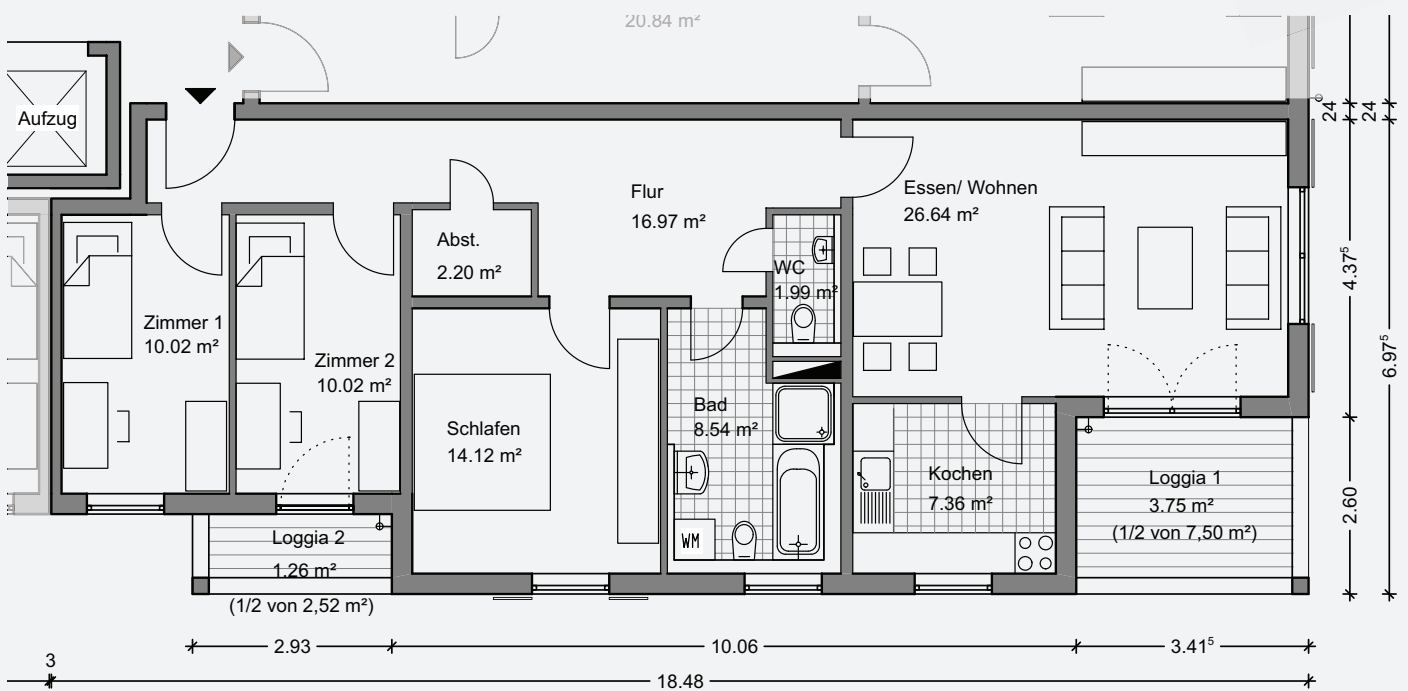 20.84 m²
Aufzug
24
24
Flur
16.97 m²
Essen/ Wohnen
26.64 m²
Abst.
2.20 m²
WC
1.99 m²
4.37⁵
6.97⁵
Zimmer 1
10.02 m²
Zimmer 2
10.02 m²
Schlafen
14.12 m²
Bad
8.54 m²
Kochen
7.36 m²
Loggia 1
3.75 m²
(1/2 von 7,50 m²)
2.60
WM
Loggia 2
1.26 m²
(1/2 von 2,52 m²)
2.93
10.06
3.41⁵
3
18.48